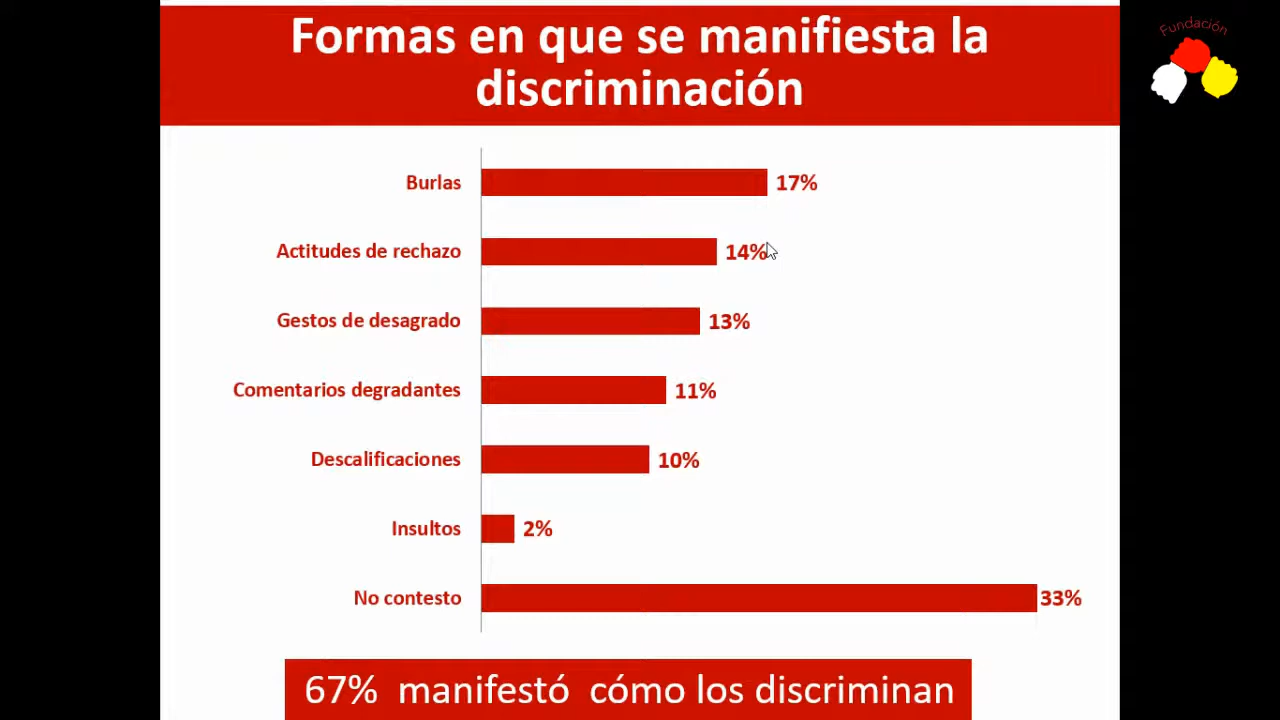 Formas en que se manifiesta la
discriminación
Fundación
Burlas 17%
Actitudes de rechazo 14%
Gestos de desagrado 13%
Comentarios degradantes 11%
Descalificaciones 10%
Insultos 2%
No contesto 33%
67% manifestó cómo los discriminan